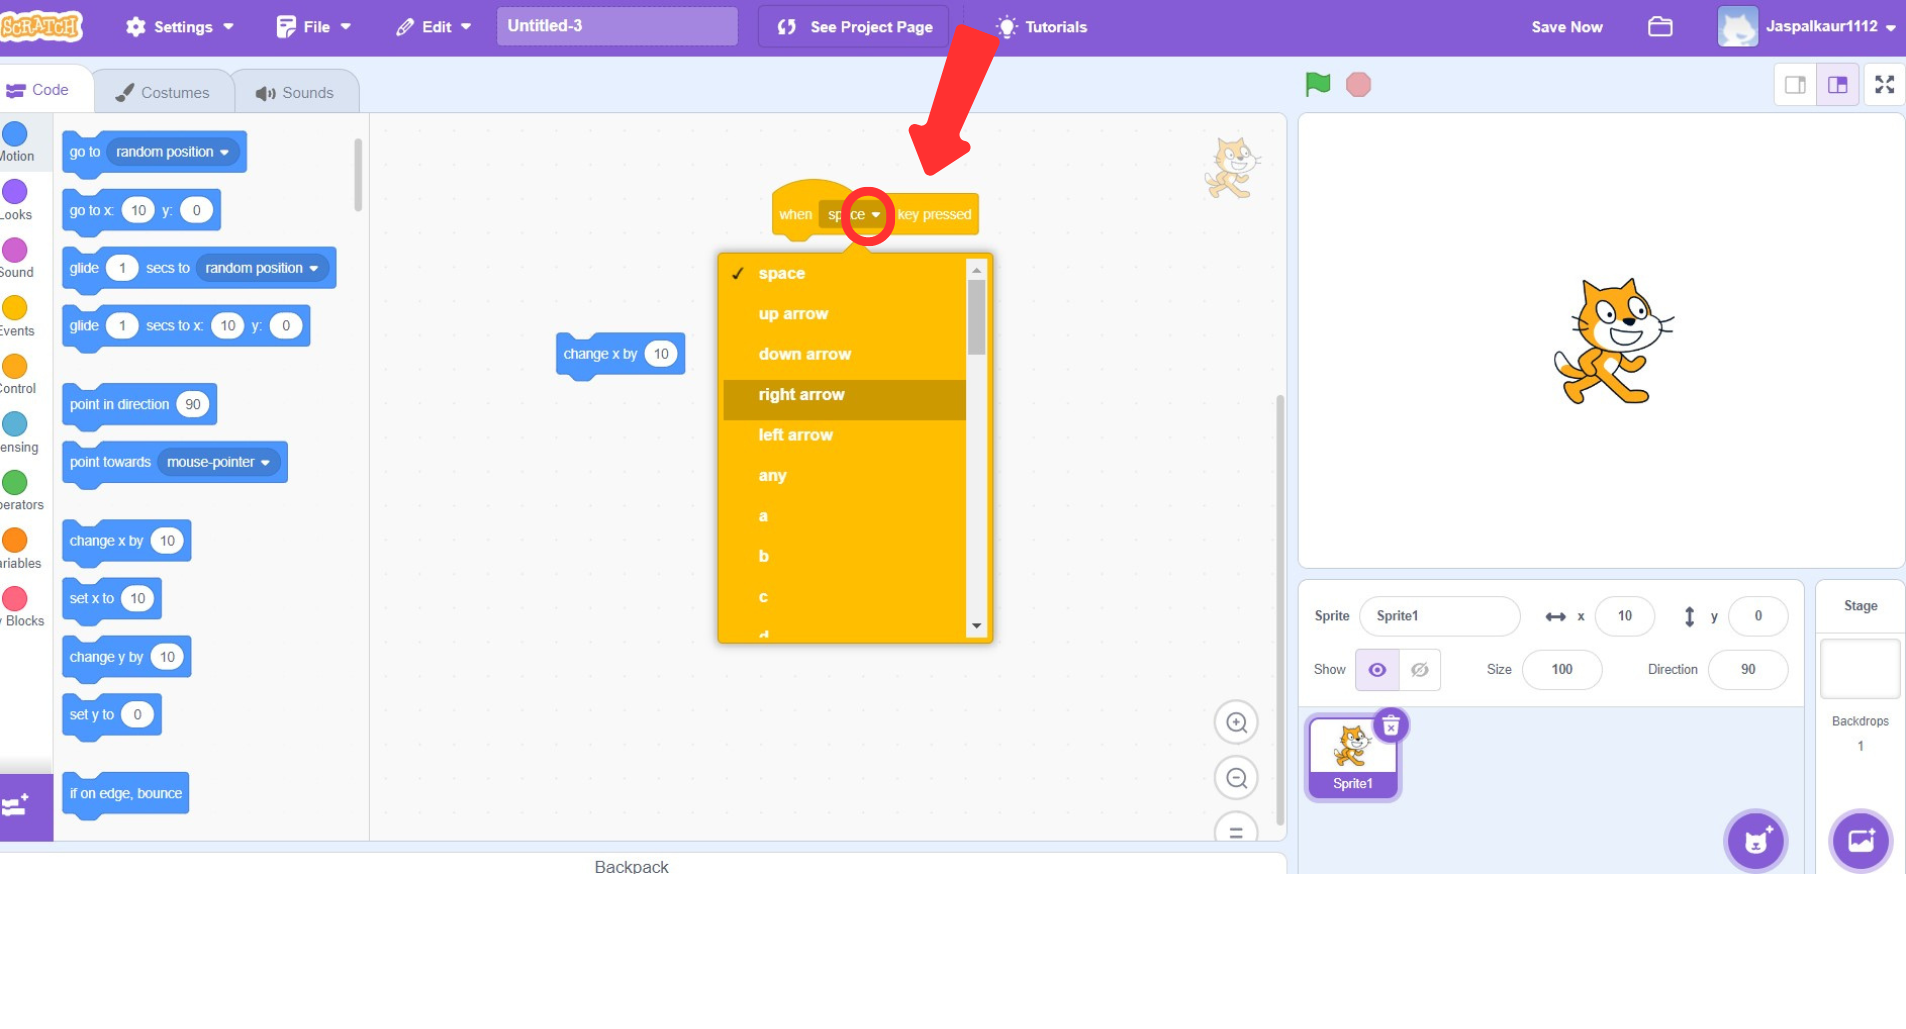 SCRATCH Settings File Edit Untitled-3 See Project Page Tutorials Save Now Jaspalkaur1112
Code Costumes Sounds
Motion
Looks
Sound
Events
Control
ensing
perators
ariables
Blocks
go to random position
go to x: 10 y: 0
glide 1 secs to random position
glide 1 secs to x: 10 y: 0
point in direction 90
point towards mouse-pointer
change x by 10
set x to 10
change y by 10
set y to 0
if on edge, bounce
when space key pressed
✓ space
up arrow
down arrow
right arrow
left arrow
any
a
b
c
d
change x by 10
Backpack
Sprite Sprite1 x 10 y 0
Show Size 100 Direction 90
Sprite1
Stage
Backdrops
1